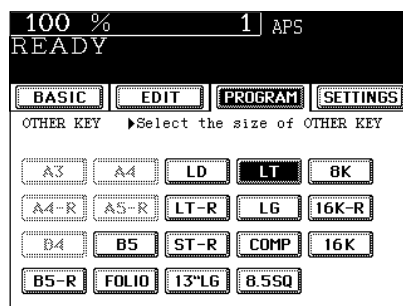 100 % 1 APS
READY
BASIC EDIT PROGRAM SETTINGS
OTHER KEY ▶Select the size of OTHER KEY
A3 A4 LD LT 8K
A4-R A5-R LT-R LG 16K-R
B4 B5 ST-R COMP 16K
B5-R FOLIO 13"LG 8.5SQ